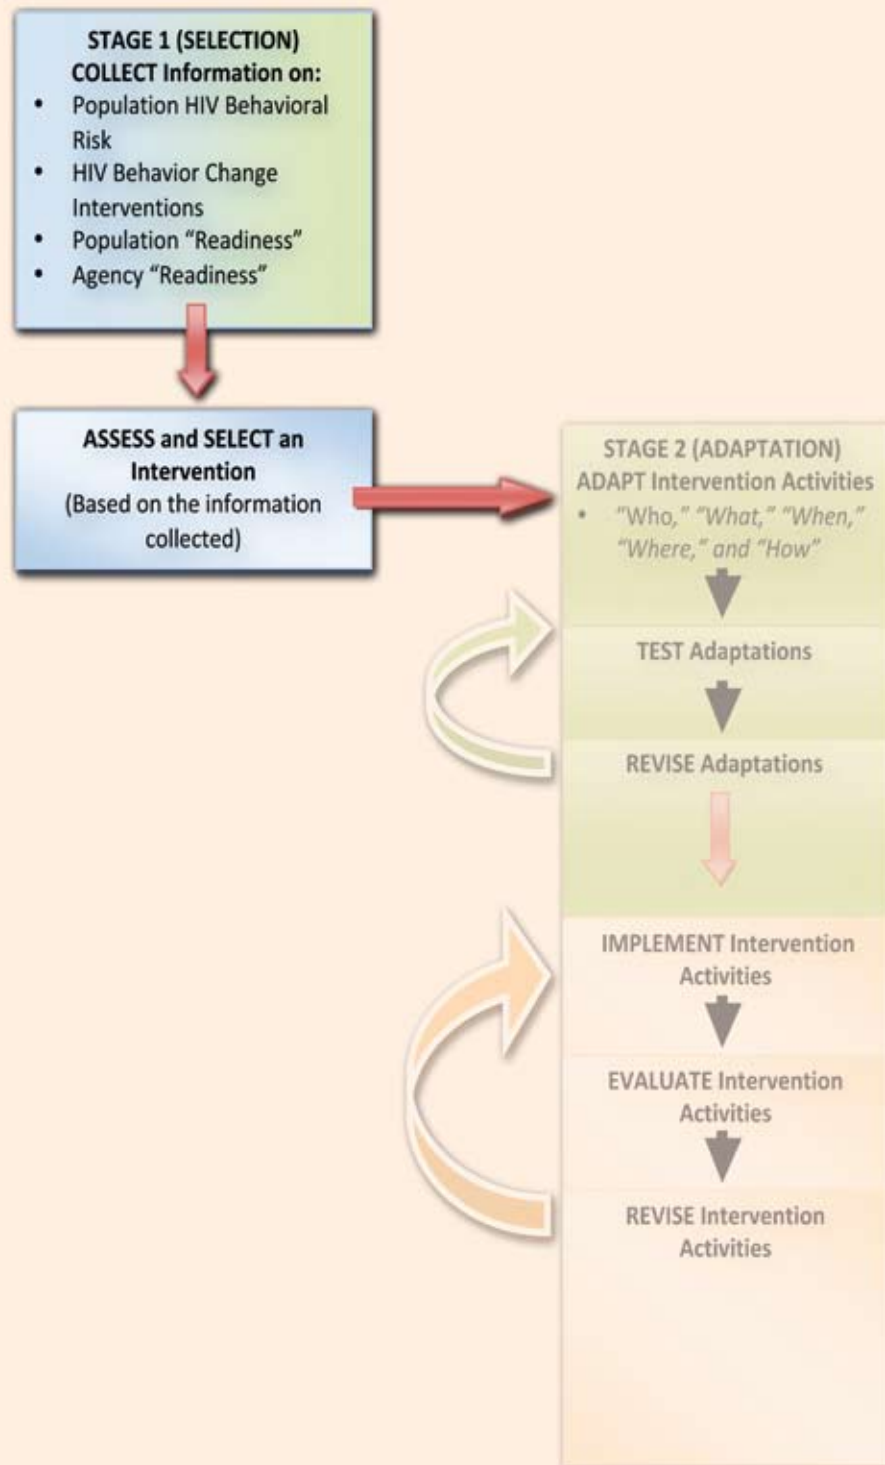 STAGE 1 (SELECTION)
COLLECT Information on:
• Population HIV Behavioral
Risk
• HIV Behavior Change
Interventions
• Population “Readiness”
• Agency “Readiness”
ASSESS and SELECT an
Intervention
(Based on the information
collected)
STAGE 2 (ADAPTATION)
ADAPT Intervention Activities
• “Who,” “What,” “When,”
“Where,” and “How”
TEST Adaptations
REVISE Adaptations
IMPLEMENT Intervention
Activities
EVALUATE Intervention
Activities
REVISE Intervention
Activities